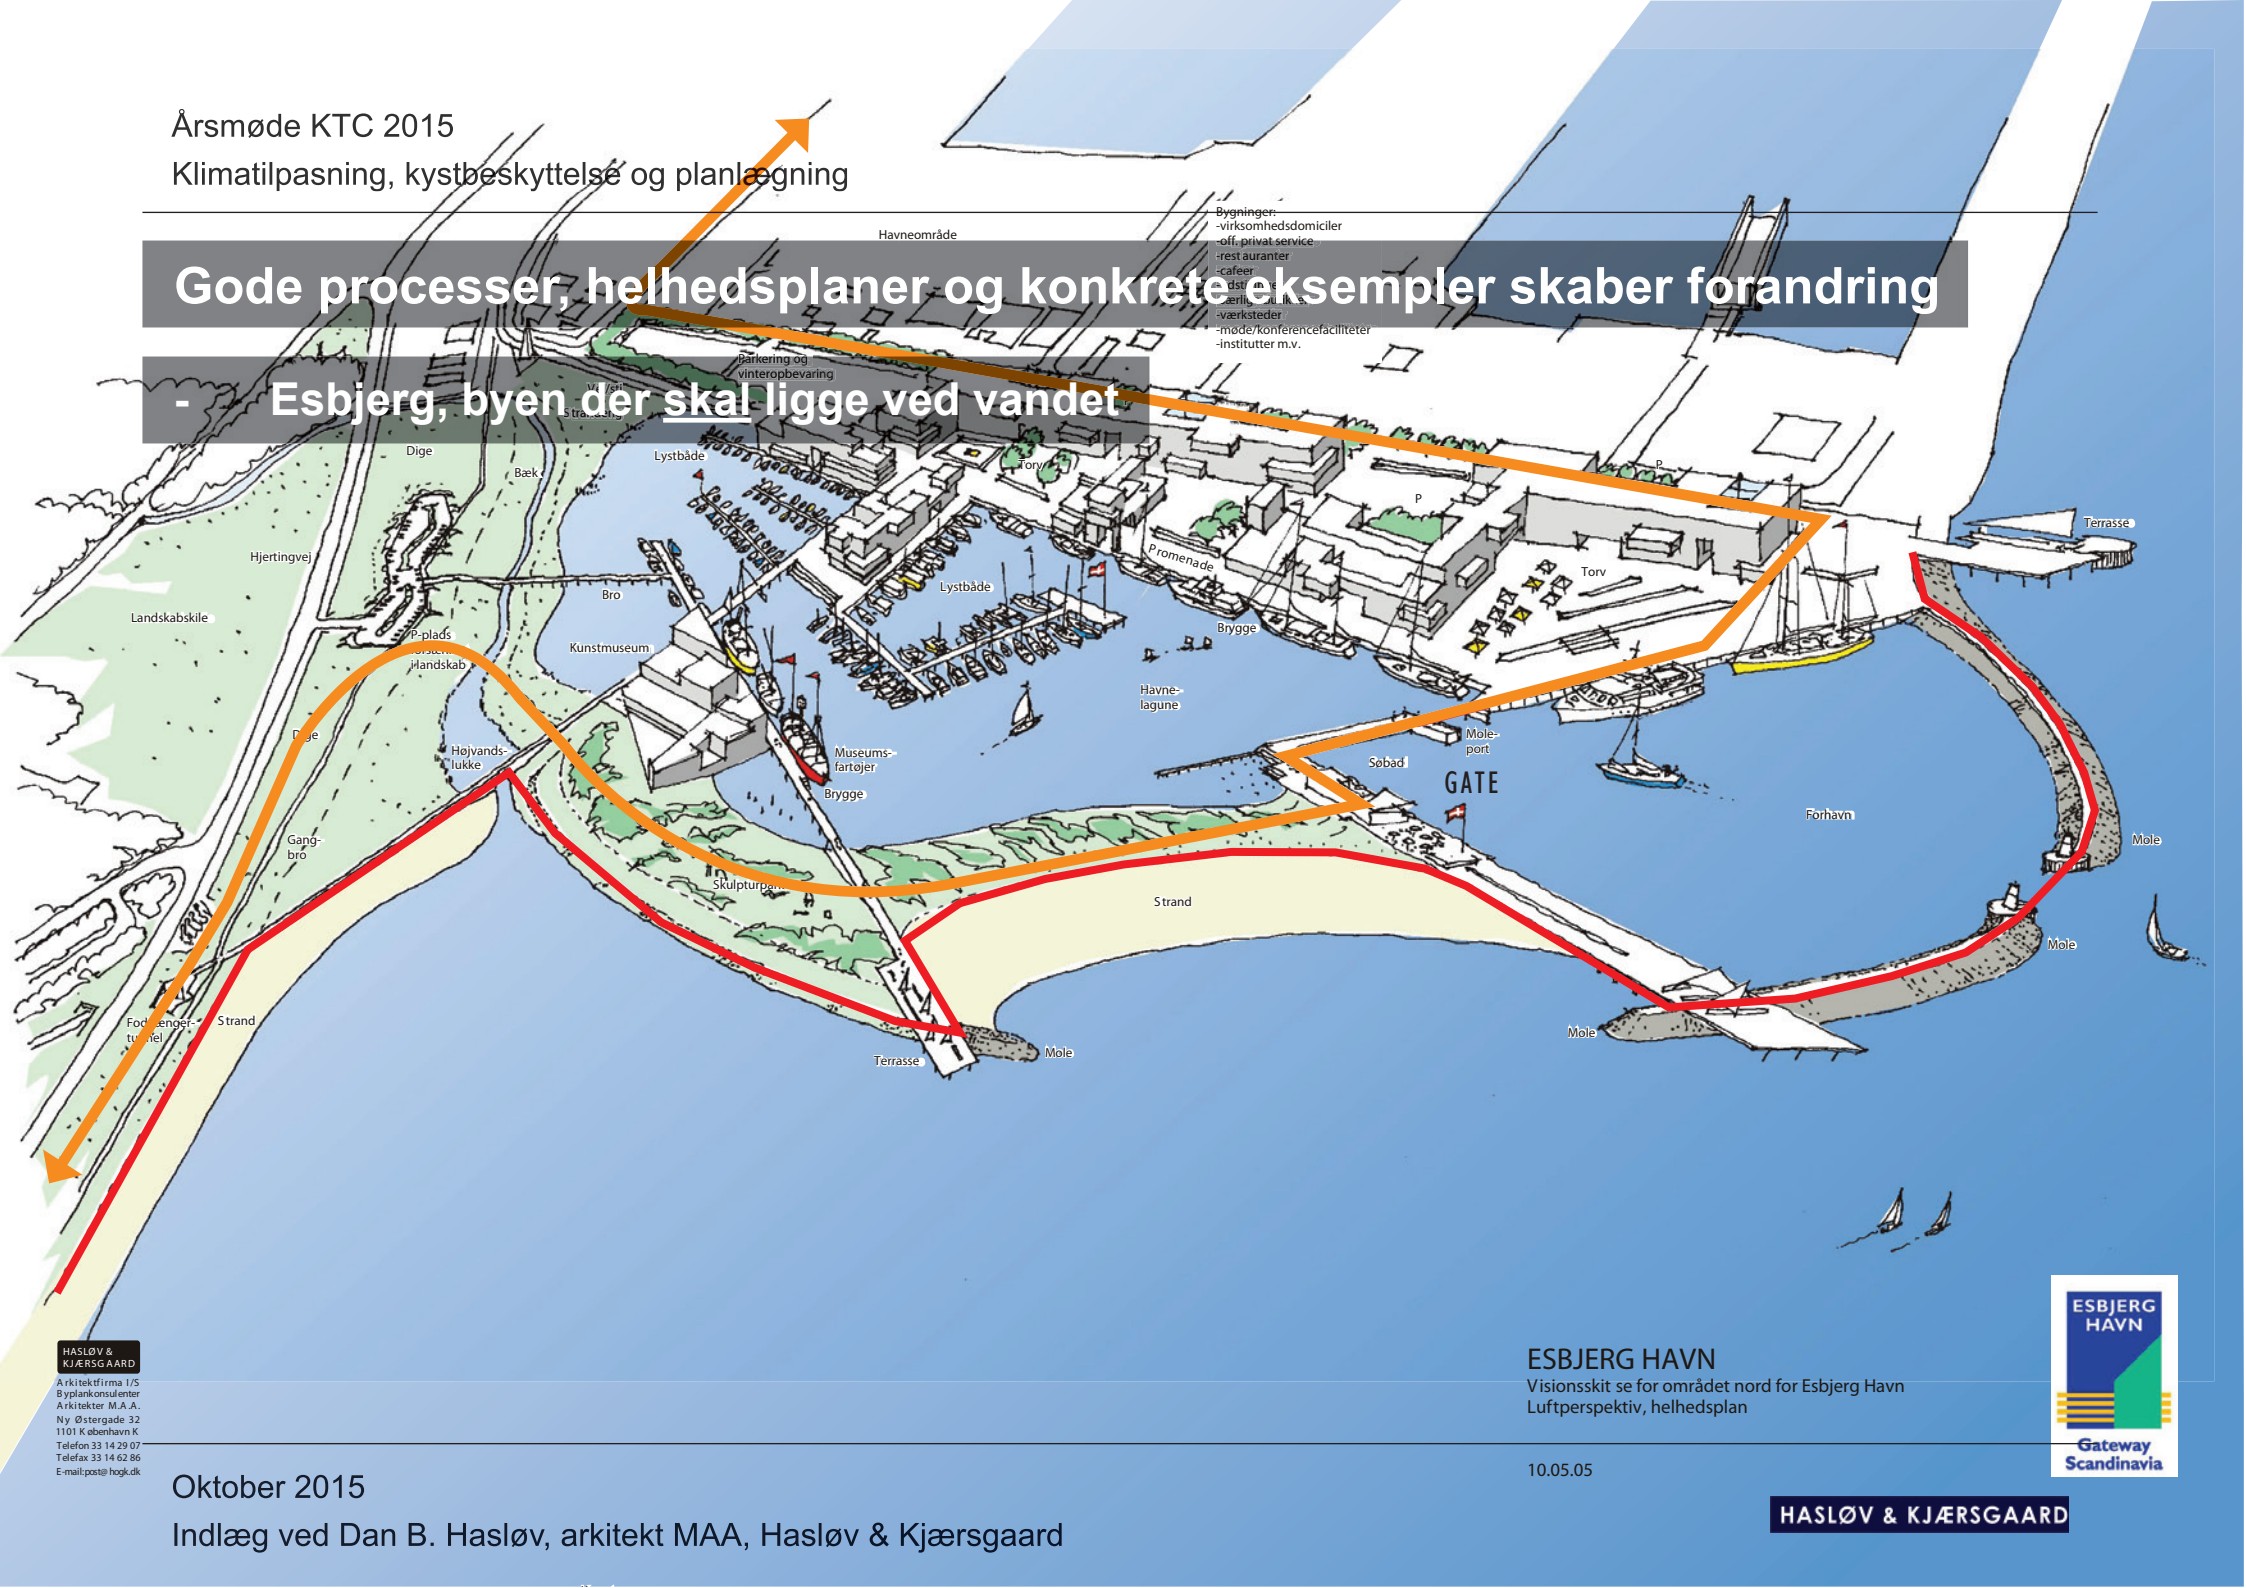 Årsmøde KTC 2015
Klimatilpasning, kystbeskyttelse og planlægning
Havneområde
Bygninger:
-virksomhedsdomiciler
-off. privat service
-rest auranter
-cafeer
-værksteder
-møde/konferencefaciliteter
-institutter m.v.
Gode processer, helhedsplaner og konkrete eksempler skaber forandring
Parkering og
vinteropbevaring
- Esbjerg, byen der skal ligge ved vandet
Dige
Bæk
Lystbåde
Torv
P
P
Terrasse
Hjertingvej
Promenade
Torv
Lystbåde
Bro
Landskabskile
P-plads
i landskab
Kunstmuseum
Brygge
Havne-
lagune
Dige
Højvands-
lukke
Museums-
fartøjer
Brygge
Mole-
port
Søbad
GATE
Forhavn
Gang-
bro
Mole
Strand
Mole
Strand
Terrasse
Mole
Mole
HASLØV &
KJÆRSGAARD
Arkitektfirma I/S
Byplankonsulenter
Arkitekter M.A.A.
Ny Østergade 32
1101 København K
Telefon 33 14 29 07
Telefax 33 14 62 86
E-mail:post@hogk.dk
ESBJERG HAVN
Visionsskit se for området nord for Esbjerg Havn
Luftperspektiv, helhedsplan
10.05.05
ESBJERG
HAVN
Gateway
Scandinavia
Oktober 2015
Indlæg ved Dan B. Hasløv, arkitekt MAA, Hasløv & Kjærsgaard
HASLØV & KJÆRSGAARD